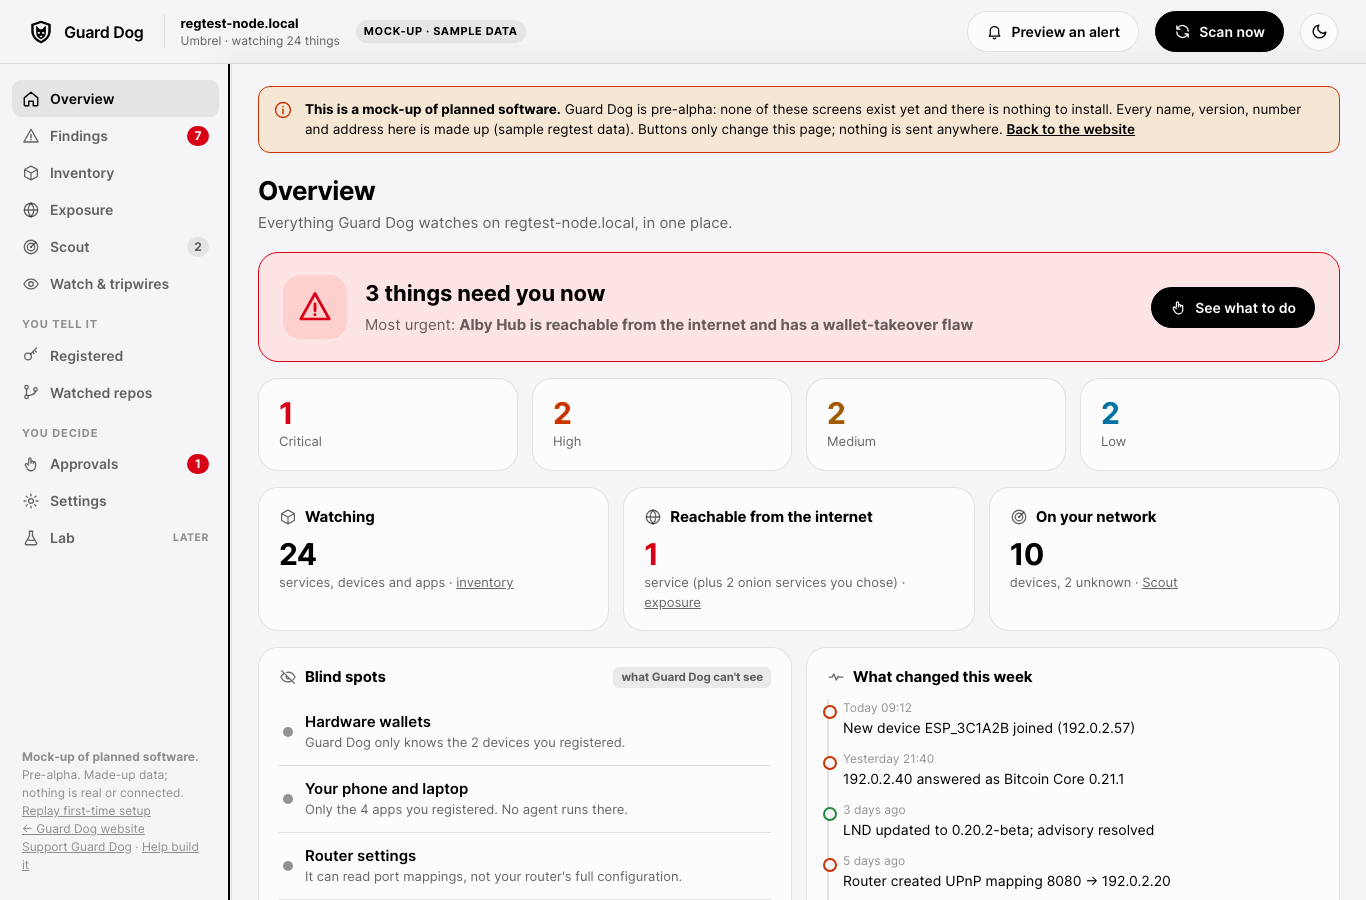 Guard Dog
regtest-node.local
Umbrel · watching 24 things
MOCK-UP · SAMPLE DATA
Preview an alert
Scan now
Overview
Findings 7
Inventory
Exposure
Scout 2
Watch & tripwires
YOU TELL IT
Registered
Watched repos
YOU DECIDE
Approvals 1
Settings
Lab LATER
Mock-up of planned software.
Pre-alpha. Made-up data;
nothing is real or connected.
Replay first-time setup
← Guard Dog website
Support Guard Dog · Help build
it
This is a mock-up of planned software. Guard Dog is pre-alpha: none of these screens exist yet and there is nothing to install. Every name, version, number
and address here is made up (sample regtest data). Buttons only change this page; nothing is sent anywhere. Back to the website
Overview
Everything Guard Dog watches on regtest-node.local, in one place.
3 things need you now
Most urgent: Alby Hub is reachable from the internet and has a wallet-takeover flaw
See what to do
1
Critical
2
High
2
Medium
2
Low
Watching
24
services, devices and apps · inventory
Reachable from the internet
1
service (plus 2 onion services you chose) ·
exposure
On your network
10
devices, 2 unknown · Scout
Blind spots
what Guard Dog can't see
Hardware wallets
Guard Dog only knows the 2 devices you registered.
Your phone and laptop
Only the 4 apps you registered. No agent runs there.
Router settings
It can read port mappings, not your router's full configuration.
What changed this week
Today 09:12
New device ESP_3C1A2B joined (192.0.2.57)
Yesterday 21:40
192.0.2.40 answered as Bitcoin Core 0.21.1
3 days ago
LND updated to 0.20.2-beta; advisory resolved
5 days ago
Router created UPnP mapping 8080 → 192.0.2.20